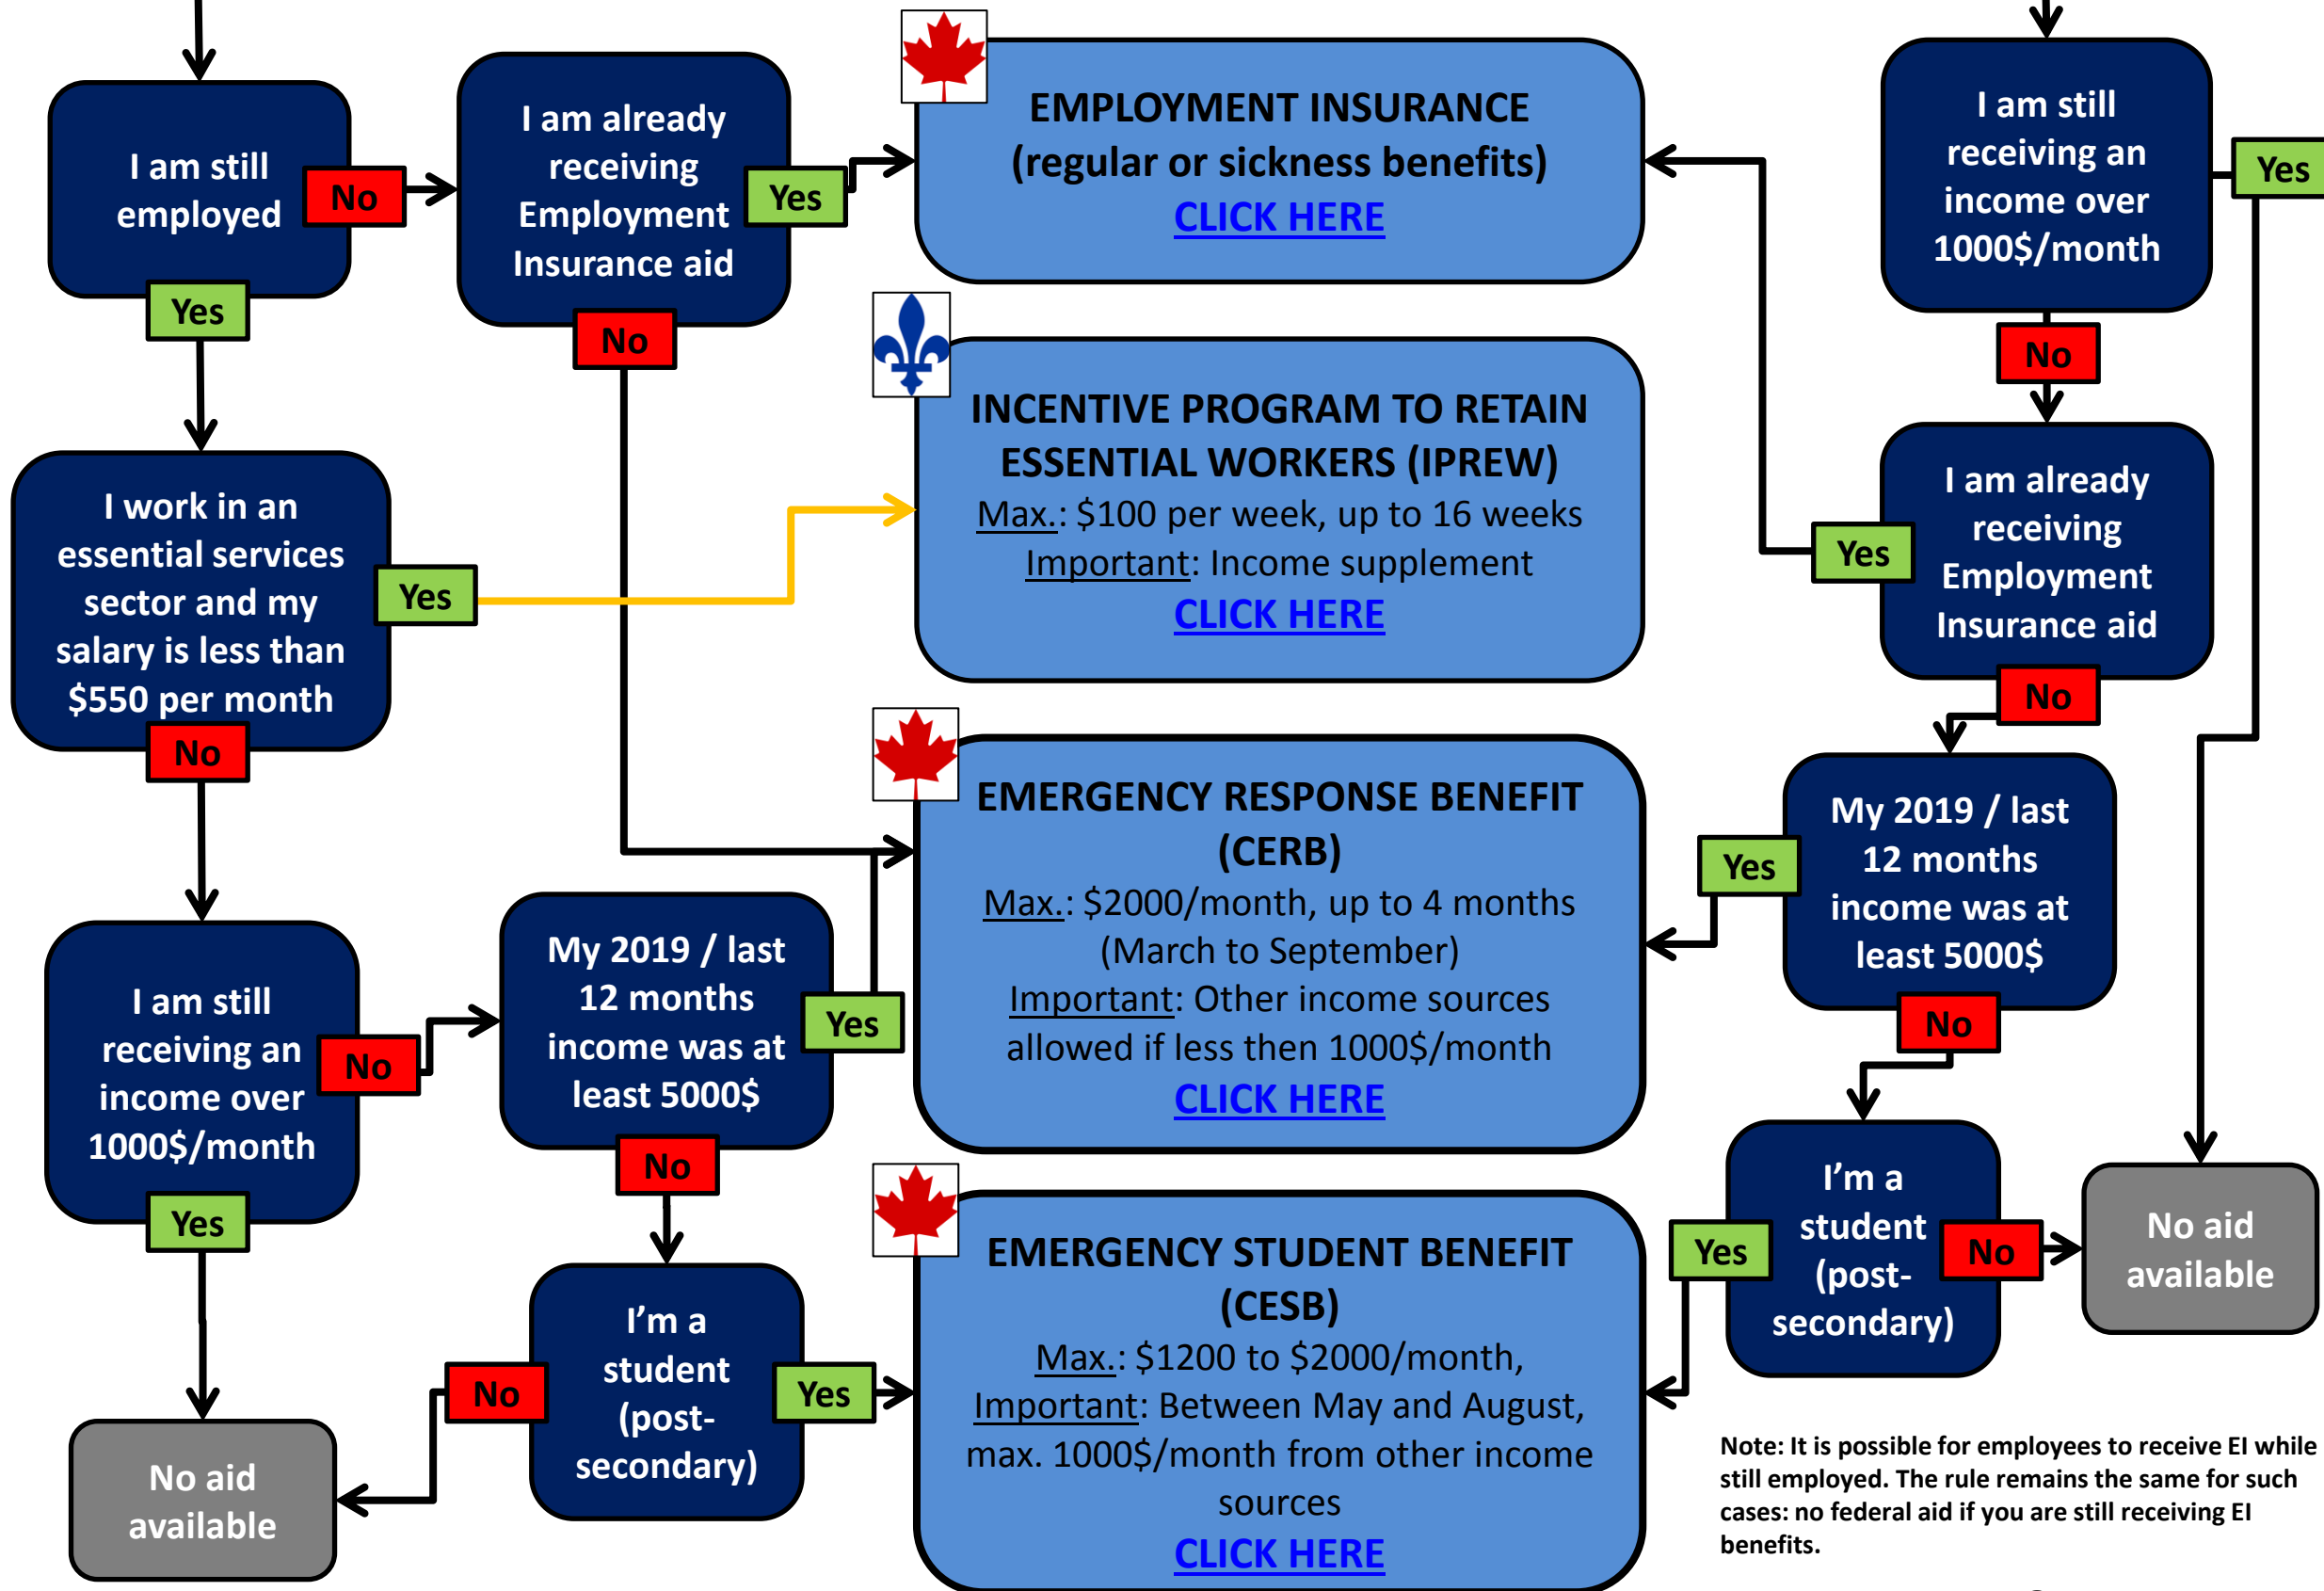 I am still
employed
No
Yes
I am already
receiving
Employment
Insurance aid
Yes
No
EMPLOYMENT INSURANCE
(regular or sickness benefits)
CLICK HERE
I am still
receiving an
income over
1000$/month
Yes
No
I work in an
essential services
sector and my
salary is less than
$550 per month
Yes
No
INCENTIVE PROGRAM TO RETAIN
ESSENTIAL WORKERS (IPREW)
Max.: $100 per week, up to 16 weeks
Important: Income supplement
CLICK HERE
I am already
receiving
Employment
Insurance aid
Yes
No
EMERGENCY RESPONSE BENEFIT
(CERB)
Max.: $2000/month, up to 4 months
(March to September)
Important: Other income sources
allowed if less then 1000$/month
CLICK HERE
My 2019 / last
12 months
income was at
least 5000$
Yes
No
I am still
receiving an
income over
1000$/month
No
Yes
My 2019 / last
12 months
income was at
least 5000$
Yes
No
EMERGENCY STUDENT BENEFIT
(CESB)
Max.: $1200 to $2000/month,
Important: Between May and August,
max. 1000$/month from other income
sources
CLICK HERE
I'm a
student
(post-
secondary)
Yes
No
No aid
available
I'm a
student
(post-
secondary)
No
Yes
No aid
available
Note: It is possible for employees to receive EI while
still employed. The rule remains the same for such
cases: no federal aid if you are still receiving EI
benefits.